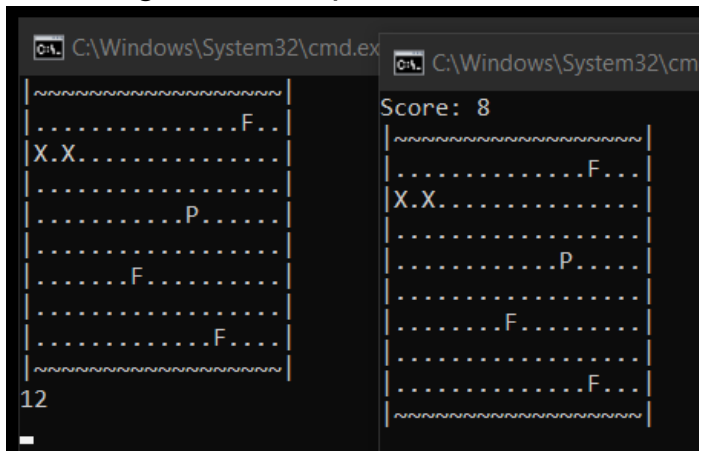 C:\Windows\System32\cmd.ex
|~~~~~~~~~~~~~~~~~~|
|...............F..|
|X.X...............|
|..................|
|...........P......|
|..................|
|.......F..........|
|..................|
|.............F....|
|~~~~~~~~~~~~~~~~~~|
12
C:\Windows\System32\cm
Score: 8
|~~~~~~~~~~~~~~~~~~|
|..............F...|
|X.X...............|
|..................|
|............P.....|
|..................|
|........F.........|
|..................|
|..............F...|
|~~~~~~~~~~~~~~~~~~|